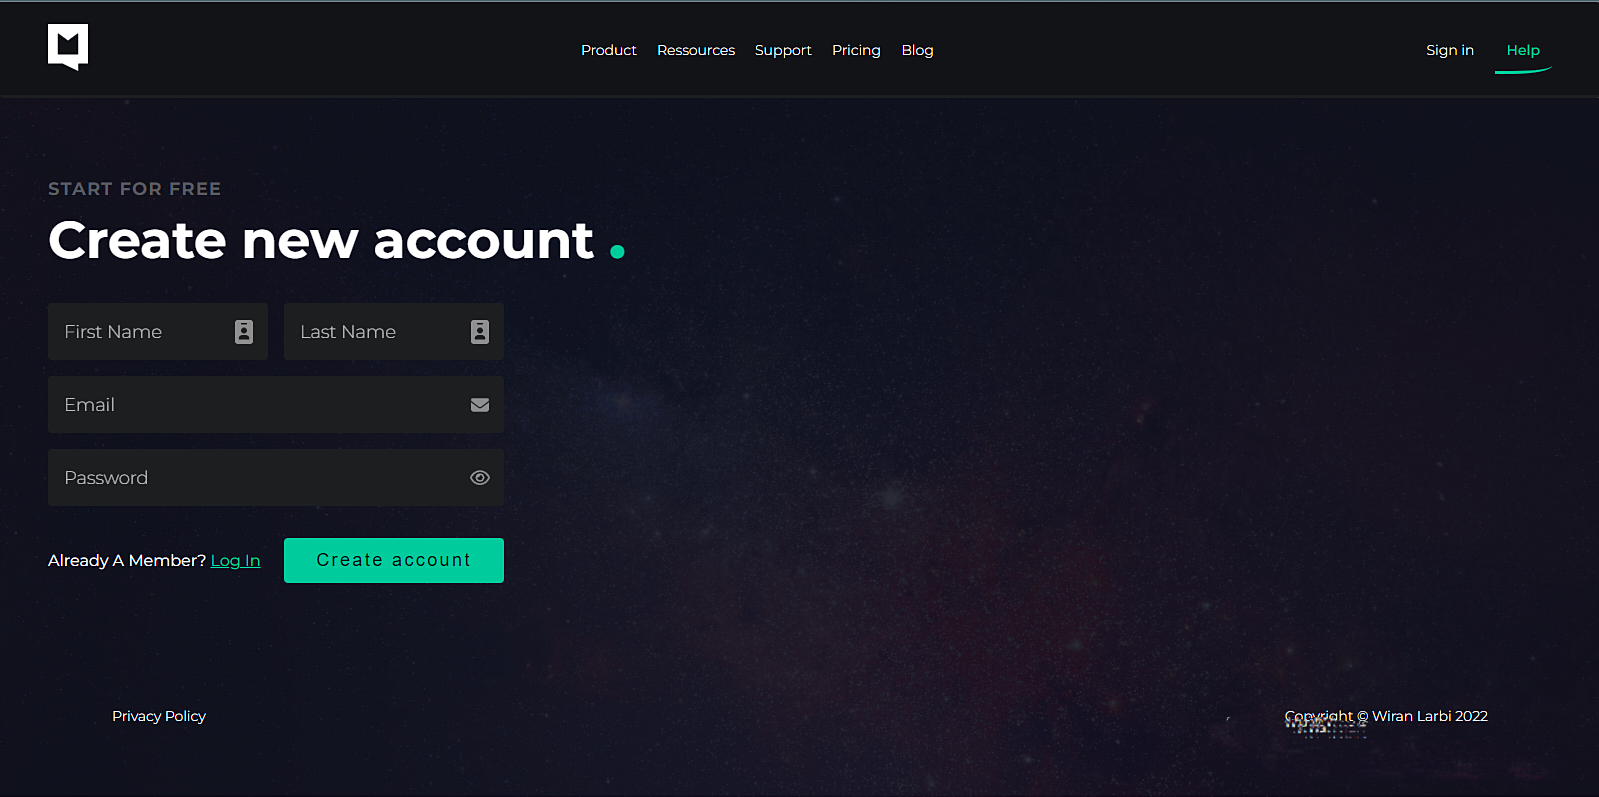 Product Ressources Support Pricing Blog Sign in Help
START FOR FREE
Create new account .
First Name Last Name
Email
Password
Already A Member? Log In Create account
Privacy Policy Copyright © Wiran Larbi 2022